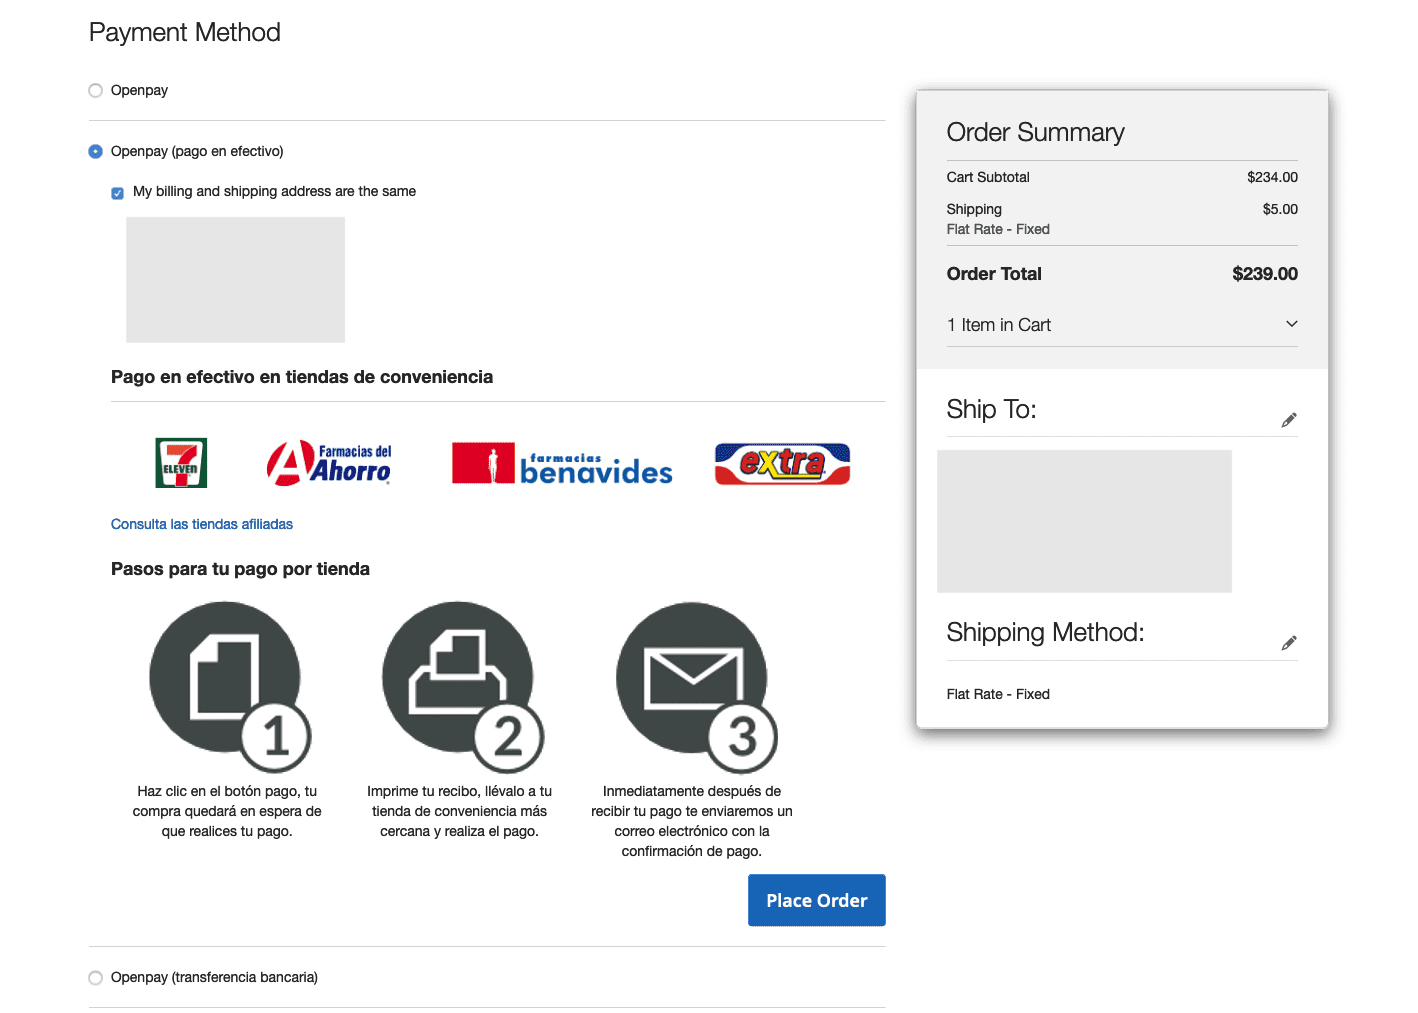 Payment Method
Openpay
Openpay (pago en efectivo)
My billing and shipping address are the same
Pago en efectivo en tiendas de conveniencia
7
ELEVEN
Farmacias del
Ahorro
farmacias
benavides
extra
Consulta las tiendas afiliadas
Pasos para tu pago por tienda
1
2
3
Haz clic en el botón pago, tu
compra quedará en espera de
que realices tu pago.
Imprime tu recibo, llévalo a tu
tienda de conveniencia más
cercana y realiza el pago.
Inmediatamente después de
recibir tu pago te enviaremos un
correo electrónico con la
confirmación de pago.
Place Order
Openpay (transferencia bancaria)
Order Summary
Cart Subtotal $234.00
Shipping $5.00
Flat Rate - Fixed
Order Total $239.00
1 Item in Cart
Ship To:
Shipping Method:
Flat Rate - Fixed